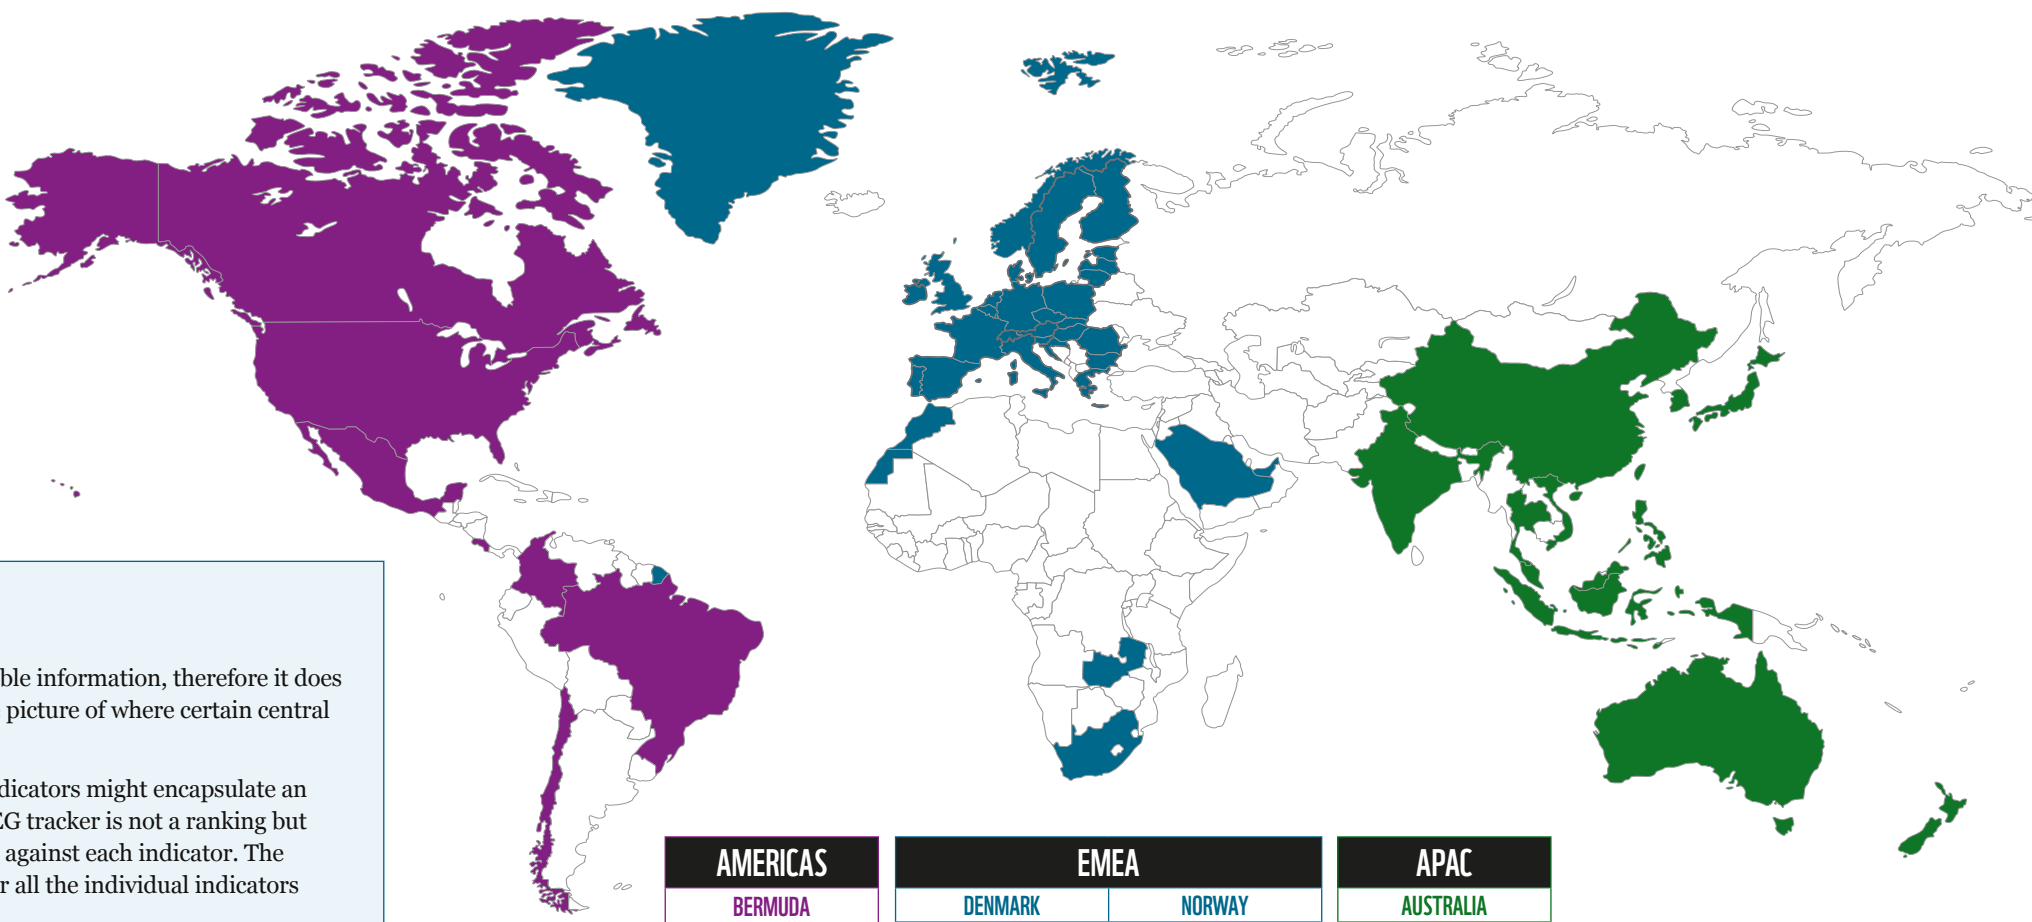 ble information, therefore it does
picture of where certain central
dicators might encapsulate an
EG tracker is not a ranking but
against each indicator. The
r all the individual indicators
AMERICAS
BERMUDA
EMEA
DENMARK NORWAY
APAC
AUSTRALIA